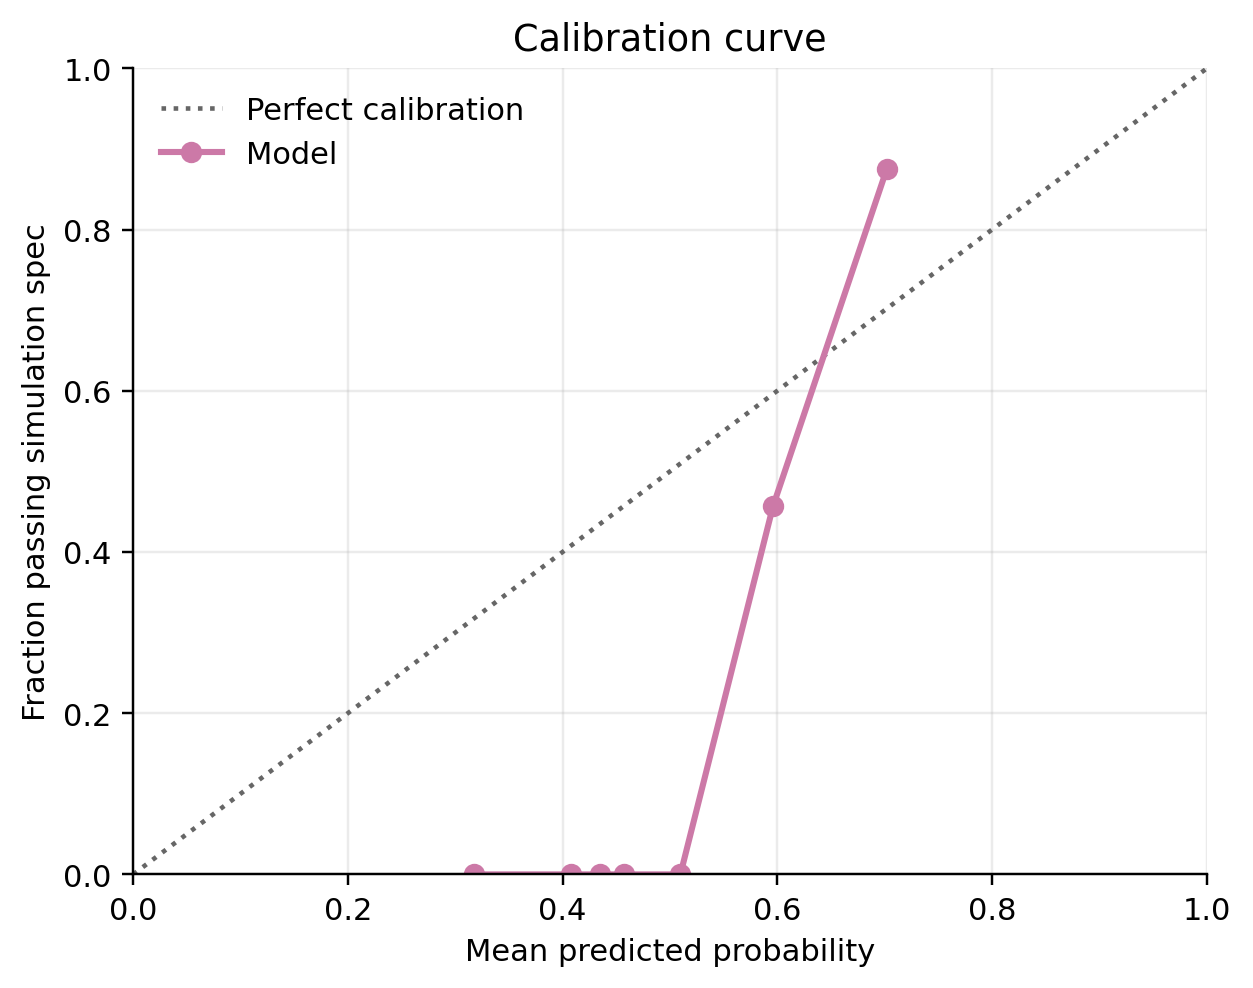 Calibration curve
Perfect calibration
Model
Fraction passing simulation spec
1.0
0.8
0.6
0.4
0.2
0.0
0.0 0.2 0.4 0.6 0.8 1.0
Mean predicted probability